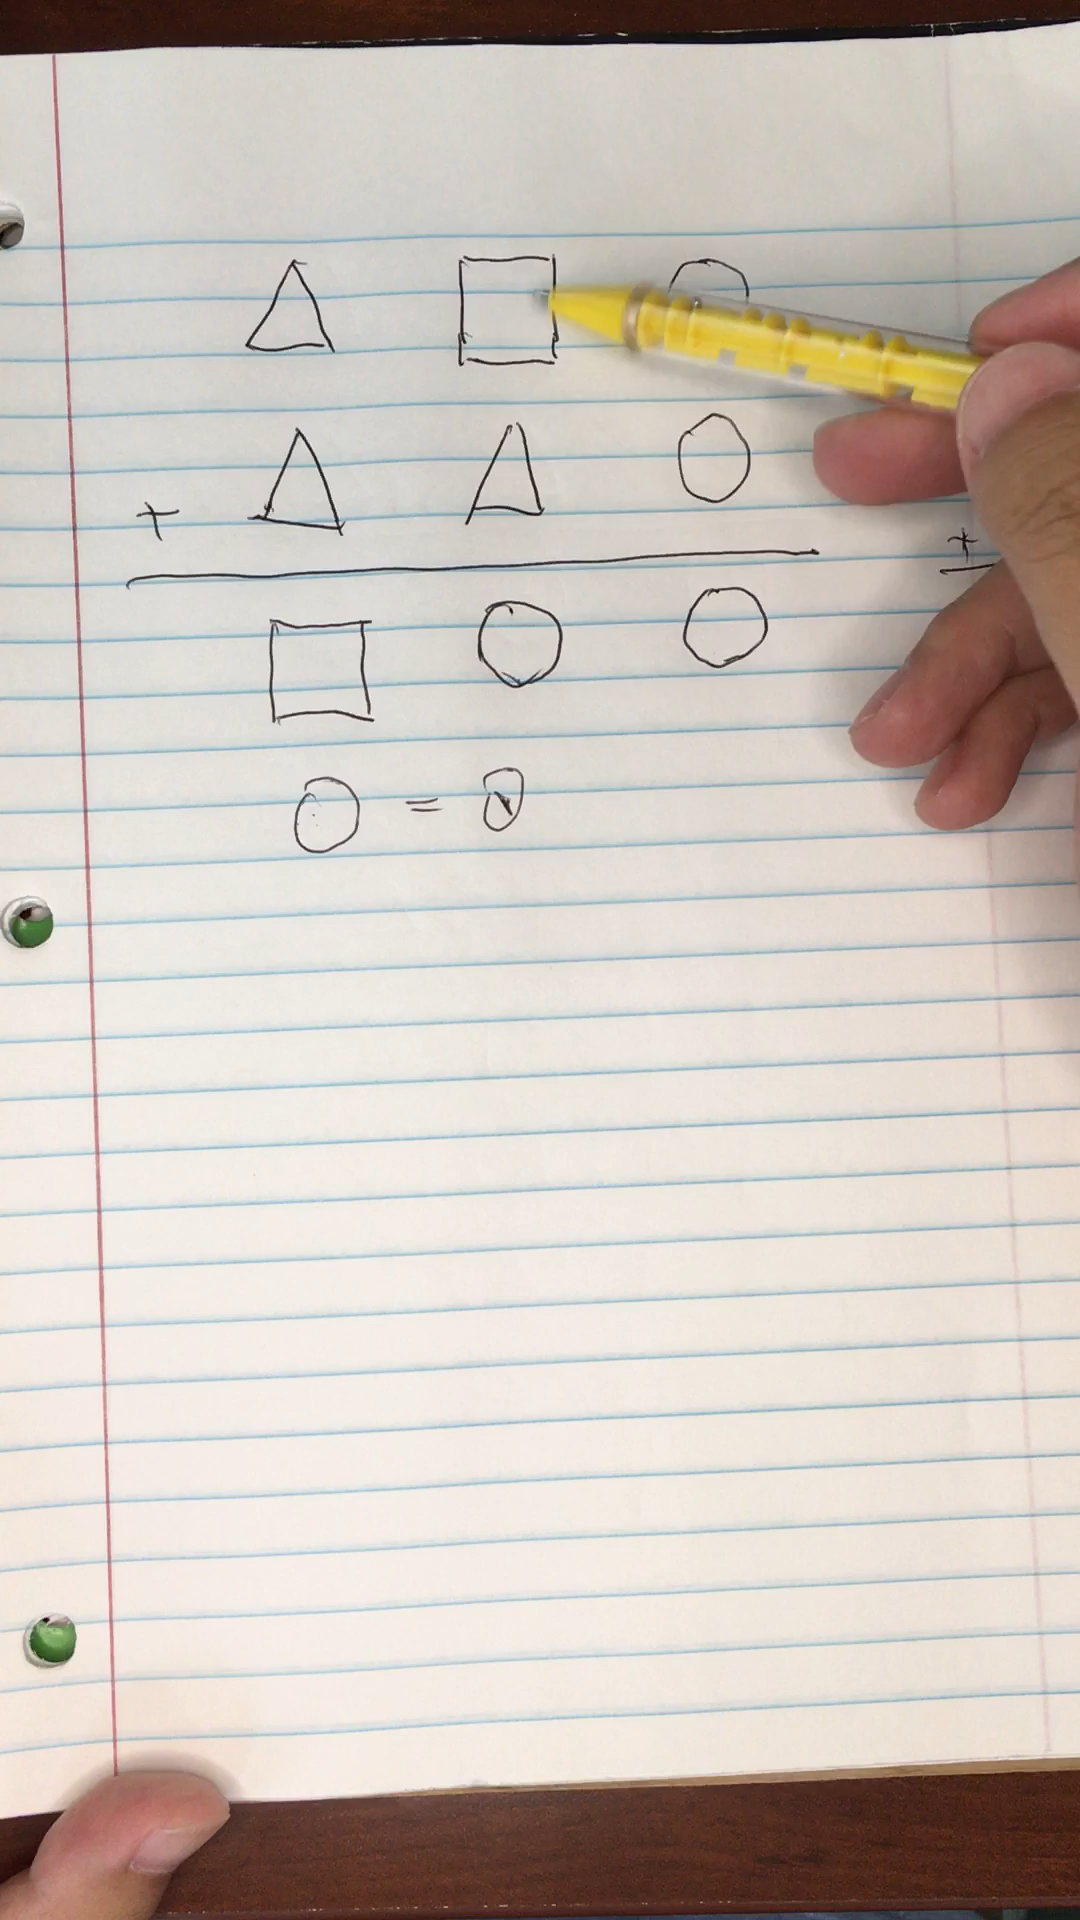 △ □ ○
+ △ △ ○
□ ○ ○
○ = 0
+